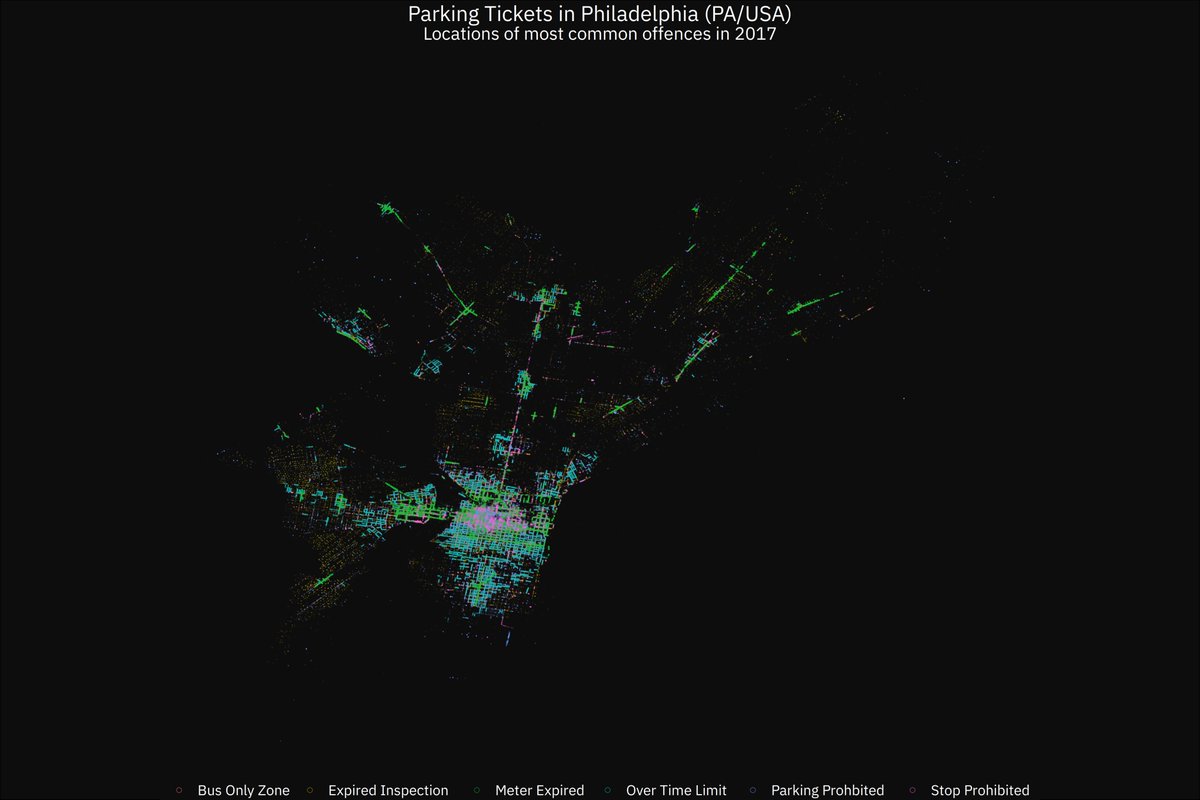 Parking Tickets in Philadelphia (PA/USA)
Locations of most common offences in 2017
Bus Only Zone Expired Inspection Meter Expired Over Time Limit Parking Prohbited Stop Prohibited